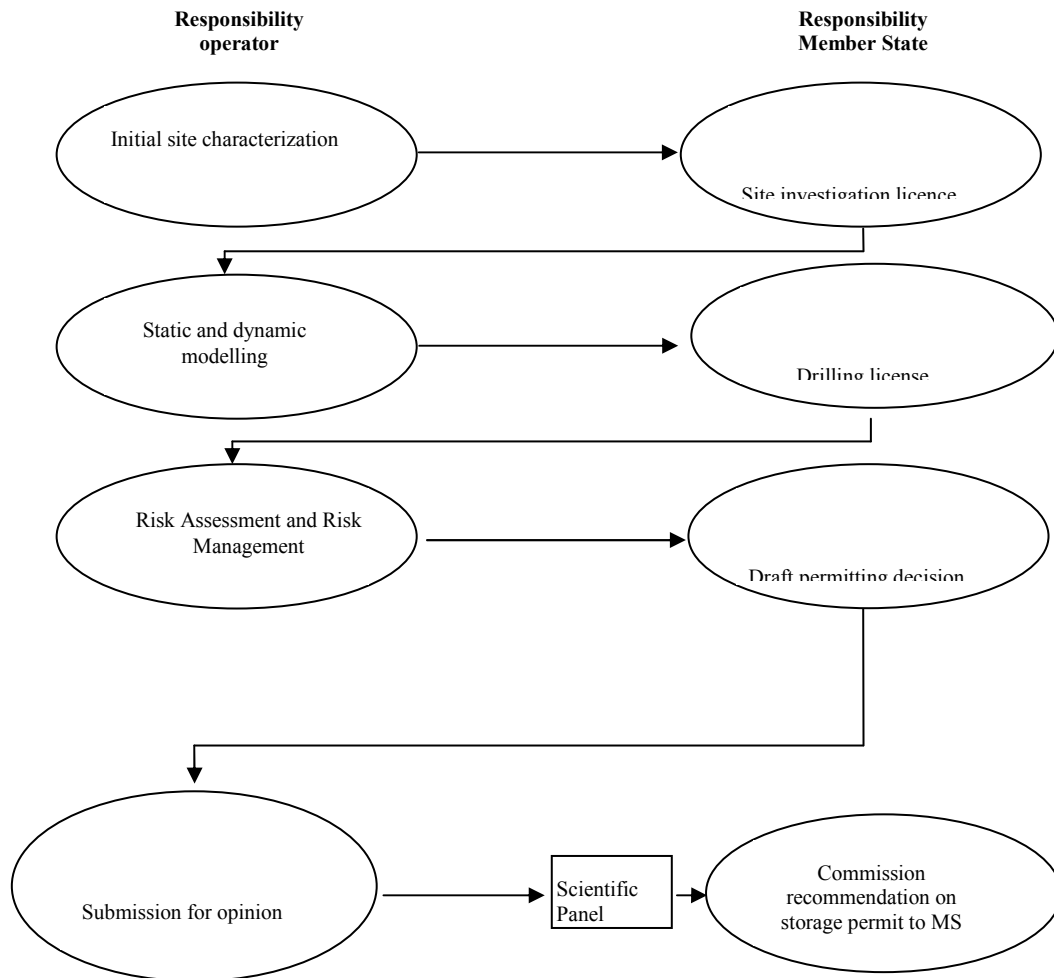 Responsibility
operator
Responsibility
Member State
Initial site characterization
Site investigation licence
Static and dynamic
modelling
Drilling license
Risk Assessment and Risk
Management
Draft permitting decision
Submission for opinion
Scientific
Panel
Commission
recommendation on
storage permit to MS